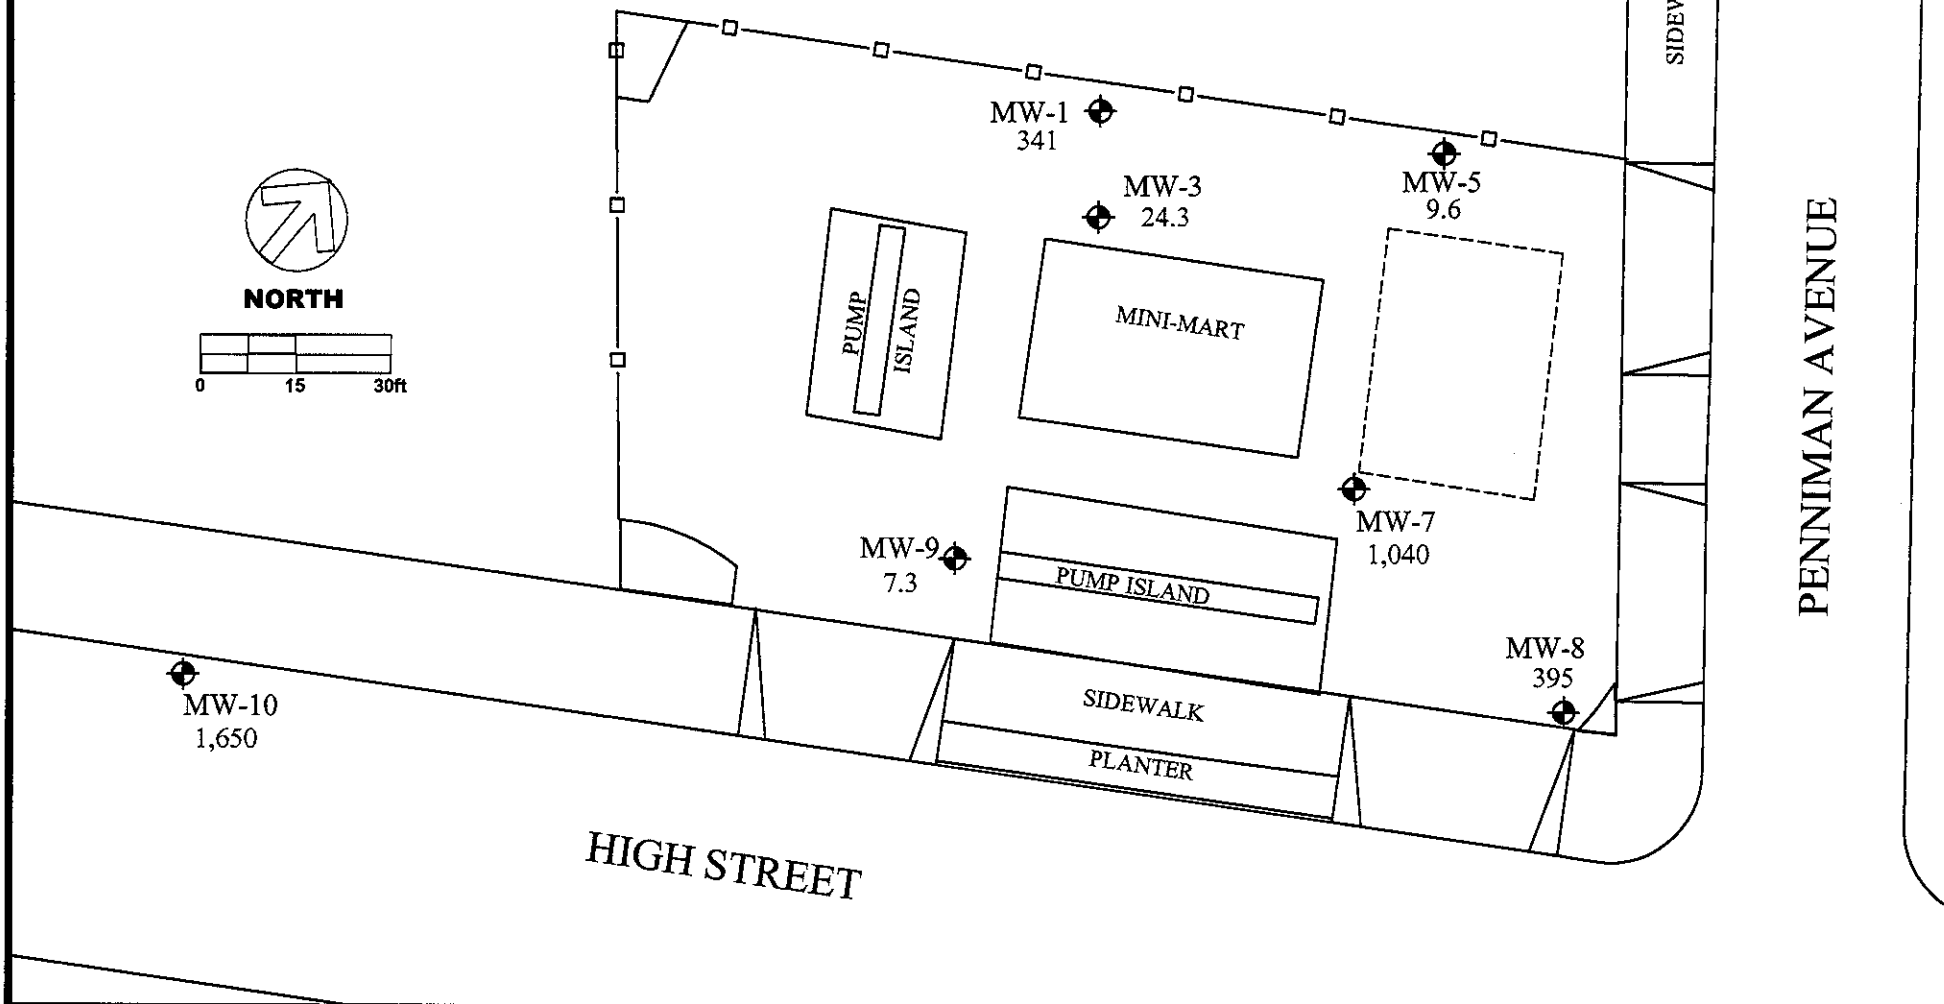 MW-1
341
MW-3
24.3
MW-5
9.6
NORTH
0 15 30ft
PUMP
ISLAND
MINI-MART
PENNIMAN AVENUE
MW-7
1,040
MW-9
7.3
PUMP ISLAND
MW-8
395
MW-10
1,650
SIDEWALK
PLANTER
HIGH STREET